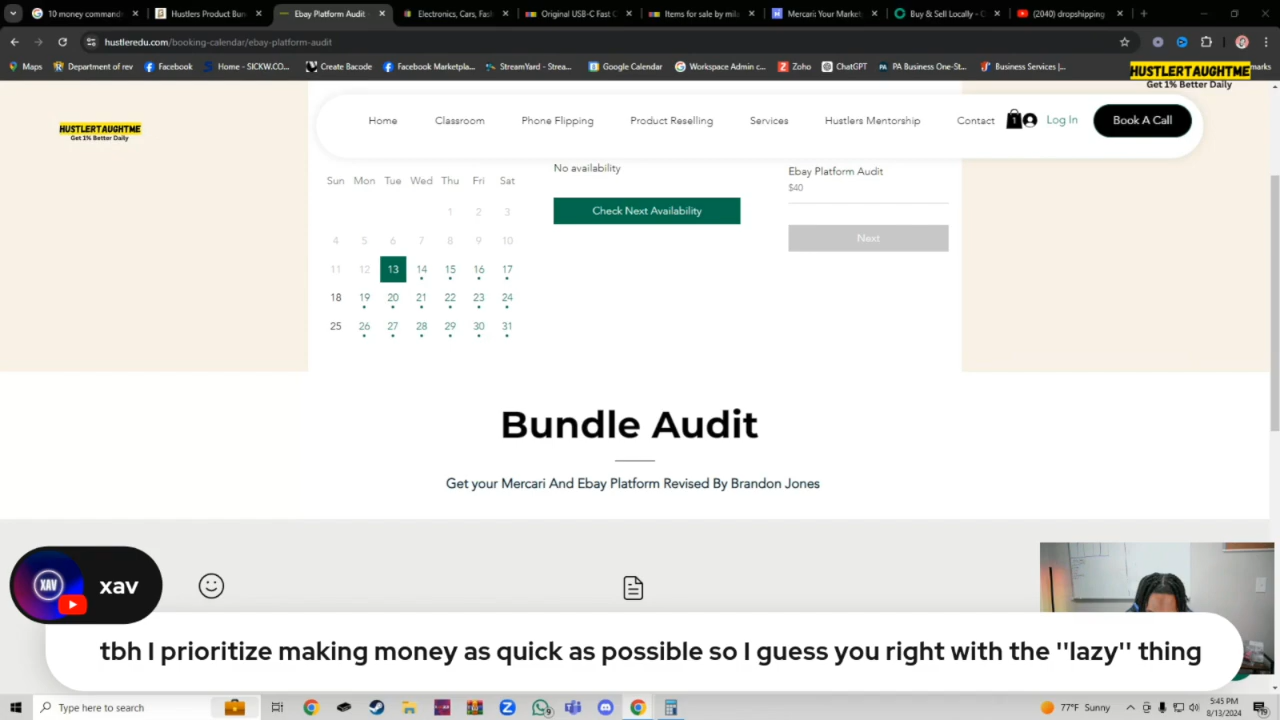 10 money command
Hustlers Product Bun
Ebay Platform Audit
Electronics, Cars, Fas
Original USB-C Fast C
Items for sale by mila
Mercari: Your Market
Buy & Sell Locally - C
(2040) dropshipping
hustleredu.com/booking-calendar/ebay-platform-audit
Maps
Department of rev
Facebook
Home - SICKW.CO...
Create Bacode
Facebook Marketpla...
StreamYard - Strea...
Google Calendar
Workspace Admin c...
Zoho
ChatGPT
PA Business One-St...
Business Services |...
HUSTLERTAUGHTME
Get 1% Better Daily
HUSTLERTAUGHTME
Get 1% Better Daily
Home
Classroom
Phone Flipping
Product Reselling
Services
Hustlers Mentorship
Contact
1
Log In
Book A Call
Sun Mon Tue Wed Thu Fri Sat
1 2 3
4 5 6 7 8 9 10
11 12 13 14 15 16 17
18 19 20 21 22 23 24
25 26 27 28 29 30 31
No availability
Check Next Availability
Ebay Platform Audit
$40
Next
Bundle Audit
Get your Mercari And Ebay Platform Revised By Brandon Jones
XAV
xav
tbh I prioritize making money as quick as possible so I guess you right with the "lazy" thing
Type here to search
77°F Sunny
5:45 PM
8/13/2024